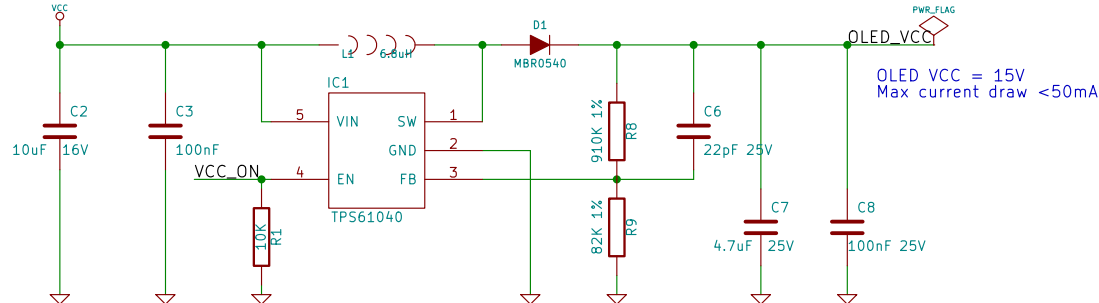 VCC
PWR_FLAG
D1
OLED_VCC
L1 6.8uH
MBR0540
OLED VCC = 15V
Max current draw <50mA
IC1
C2
10uF 16V
C3
100nF
5 VIN
SW 1
GND 2
VCC_ON
4 EN
FB 3
TPS61040
10K
R1
910K 1%
R8
C6
22pF 25V
82K 1%
R9
C7
4.7uF 25V
C8
100nF 25V